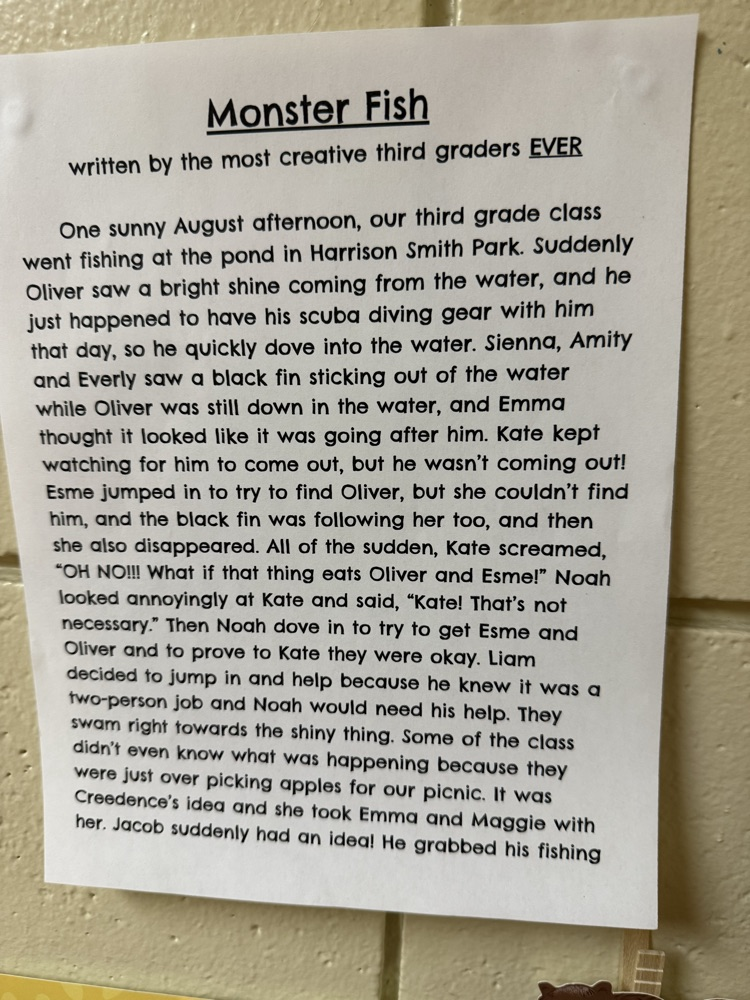 Monster Fish
written by the most creative third graders EVER
One sunny August afternoon, our third grade class
went fishing at the pond in Harrison Smith Park. Suddenly
Oliver saw a bright shine coming from the water, and he
just happened to have his scuba diving gear with him
that day, so he quickly dove into the water. Sienna, Amity
and Everly saw a black fin sticking out of the water
while Oliver was still down in the water, and Emma
thought it looked like it was going after him. Kate kept
watching for him to come out, but he wasn't coming out!
Esme jumped in to try to find Oliver, but she couldn't find
him, and the black fin was following her too, and then
she also disappeared. All of the sudden, Kate screamed,
"OH NO!!! What if that thing eats Oliver and Esme!" Noah
looked annoyingly at Kate and said, "Kate! That's not
necessary." Then Noah dove in to try to get Esme and
Oliver and to prove to Kate they were okay. Liam
decided to jump in and help because he knew it was a
two-person job and Noah would need his help. They
swam right towards the shiny thing. Some of the class
didn't even know what was happening because they
were just over picking apples for our picnic. It was
Creedence's idea and she took Emma and Maggie with
her. Jacob suddenly had an idea! He grabbed his fishing